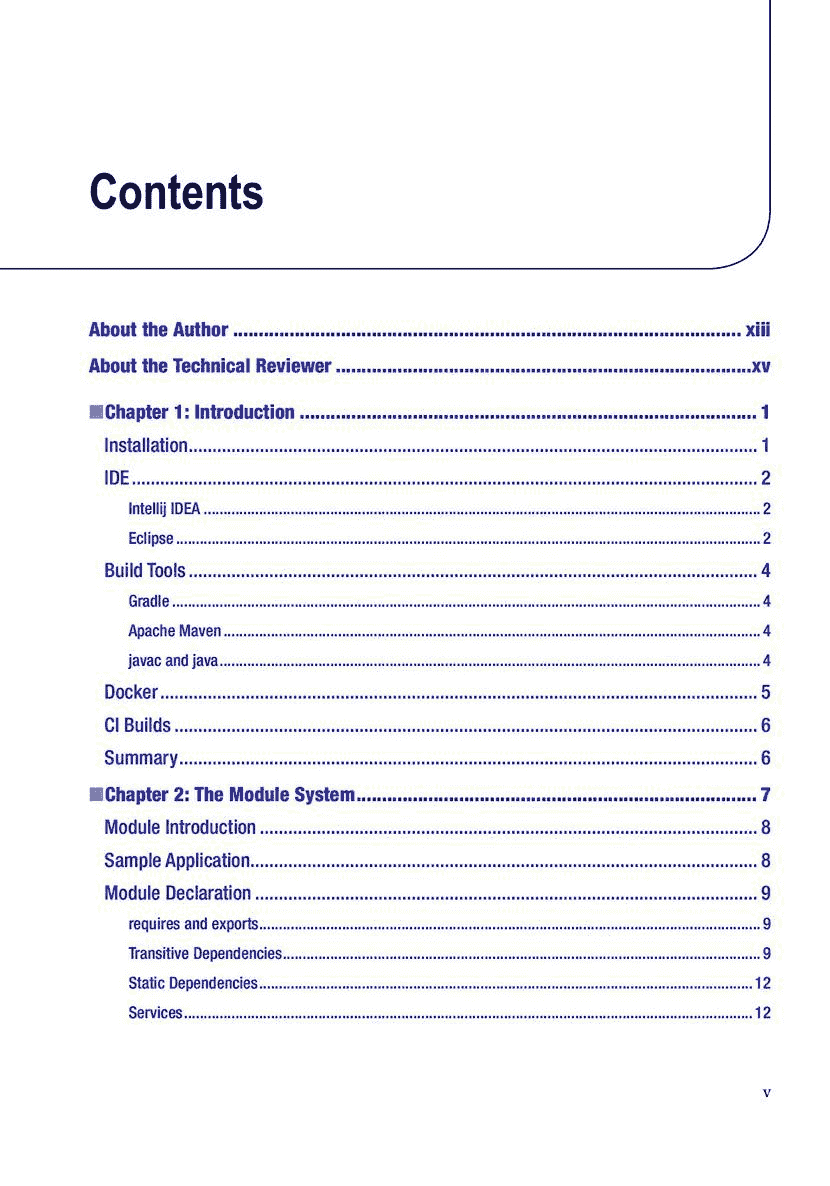 Contents
About the Author ........ xiii
About the Technical Reviewer ........ xv
■Chapter 1: Introduction ........ 1
Installation ........ 1
IDE ........ 2
Intellij IDEA ........ 2
Eclipse ........ 2
Build Tools ........ 4
Gradle ........ 4
Apache Maven ........ 4
javac and java ........ 4
Docker ........ 5
CI Builds ........ 6
Summary ........ 6
■Chapter 2: The Module System ........ 7
Module Introduction ........ 8
Sample Application ........ 8
Module Declaration ........ 9
requires and exports ........ 9
Transitive Dependencies ........ 9
Static Dependencies ........ 12
Services ........ 12
v